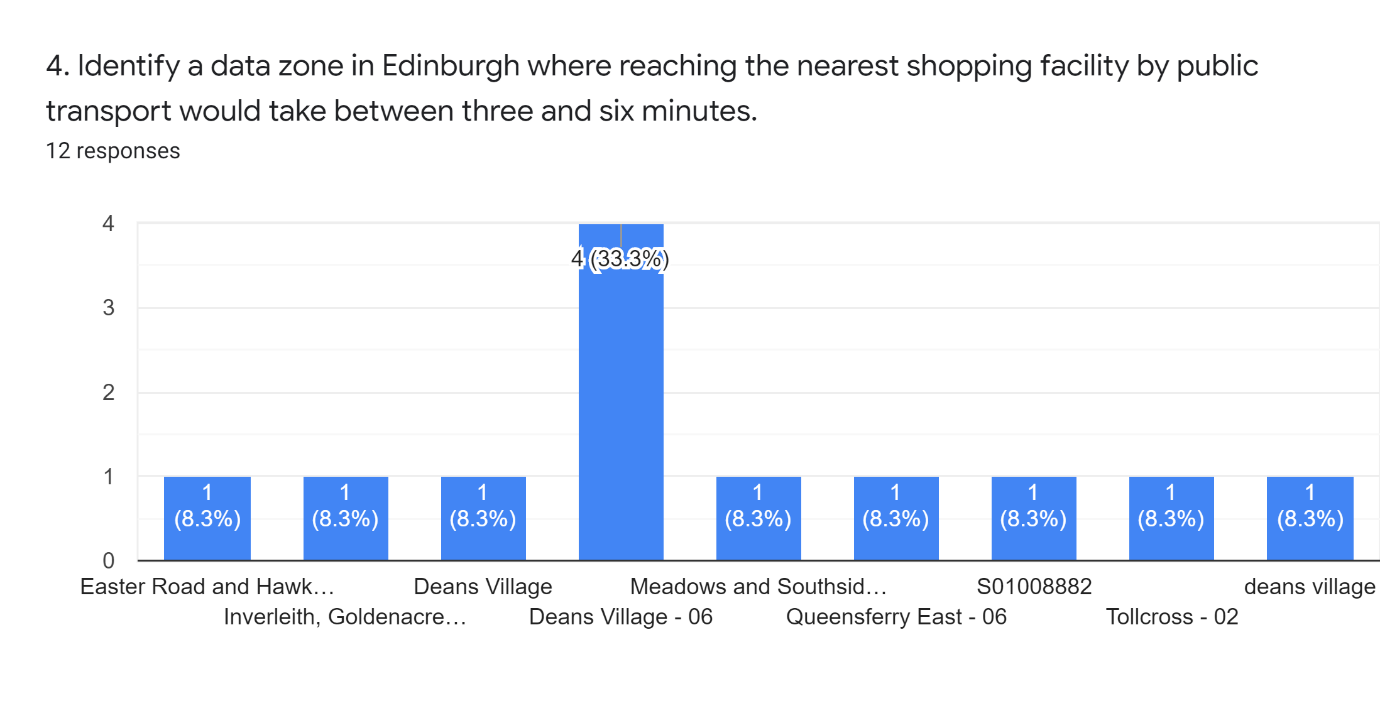 4. Identify a data zone in Edinburgh where reaching the nearest shopping facility by public
transport would take between three and six minutes.
12 responses
4
3
2
1
0
4 (33.3%)
1
(8.3%)
1
(8.3%)
1
(8.3%)
1
(8.3%)
1
(8.3%)
1
(8.3%)
1
(8.3%)
1
(8.3%)
Easter Road and Hawk…
Inverleith, Goldenacre…
Deans Village
Deans Village - 06
Meadows and Southsid…
Queensferry East - 06
S01008882
Tollcross - 02
deans village